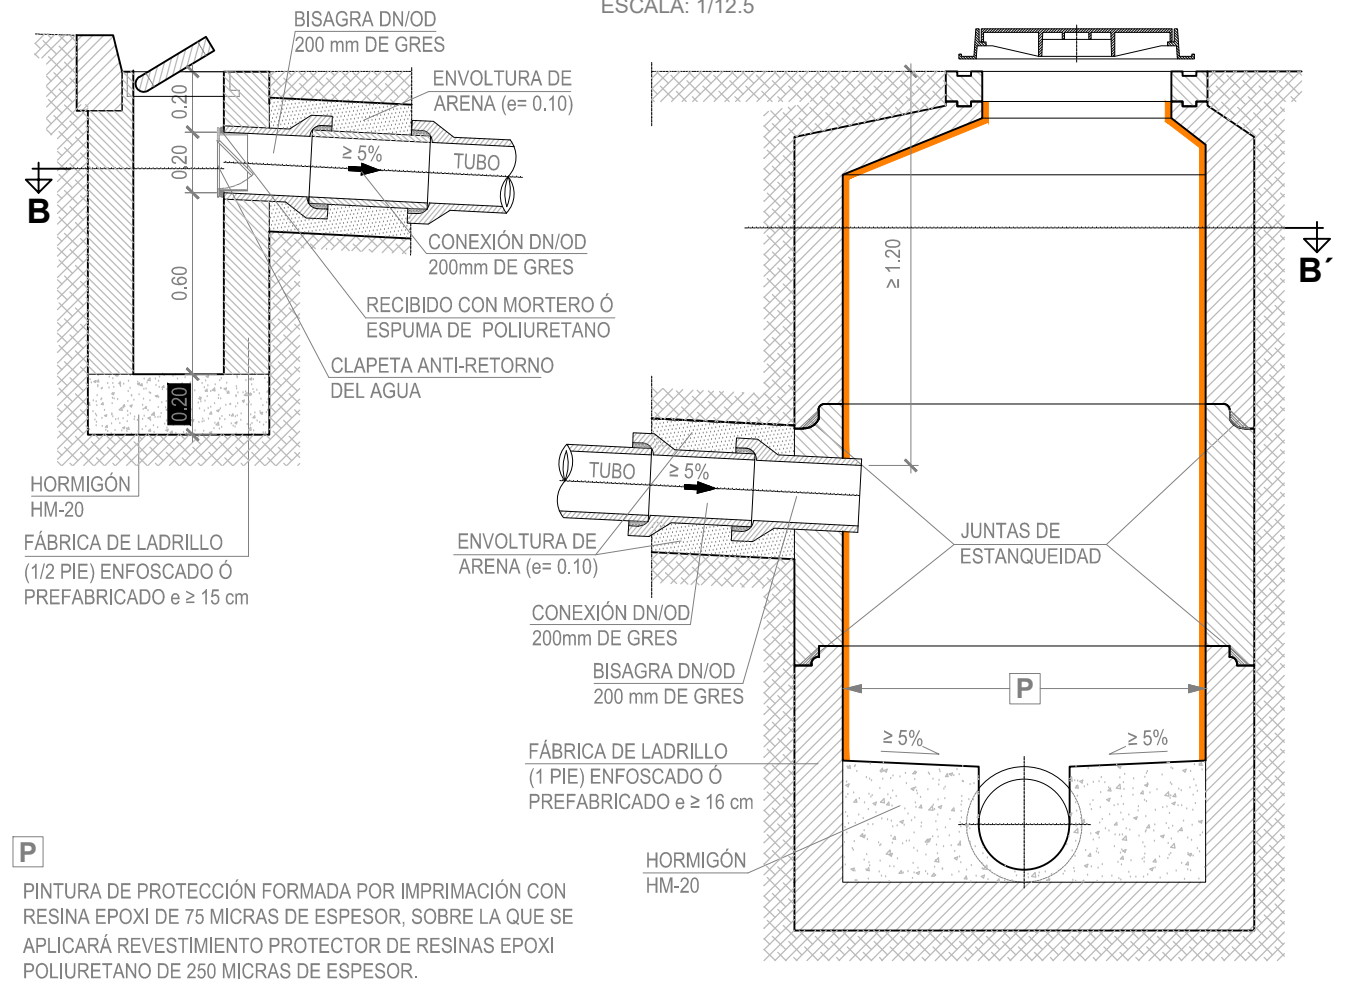 ESCALA: 1/12.5
BISAGRA DN/OD
200 mm DE GRES
ENVOLTURA DE
ARENA (e= 0.10)
0.20
0.20
≥ 5%
TUBO
B
CONEXIÓN DN/OD
200mm DE GRES
0.60
RECIBIDO CON MORTERO Ó
ESPUMA DE POLIURETANO
CLAPETA ANTI-RETORNO
DEL AGUA
0.20
HORMIGÓN
HM-20
FÁBRICA DE LADRILLO
(1/2 PIE) ENFOSCADO Ó
PREFABRICADO e ≥ 15 cm
≥ 1.20
B´
TUBO
≥ 5%
ENVOLTURA DE
ARENA (e= 0.10)
JUNTAS DE
ESTANQUEIDAD
CONEXIÓN DN/OD
200mm DE GRES
BISAGRA DN/OD
200 mm DE GRES
P
≥ 5%
≥ 5%
FÁBRICA DE LADRILLO
(1 PIE) ENFOSCADO Ó
PREFABRICADO e ≥ 16 cm
HORMIGÓN
HM-20
P
PINTURA DE PROTECCIÓN FORMADA POR IMPRIMACIÓN CON
RESINA EPOXI DE 75 MICRAS DE ESPESOR, SOBRE LA QUE SE
APLICARÁ REVESTIMIENTO PROTECTOR DE RESINAS EPOXI
POLIURETANO DE 250 MICRAS DE ESPESOR.